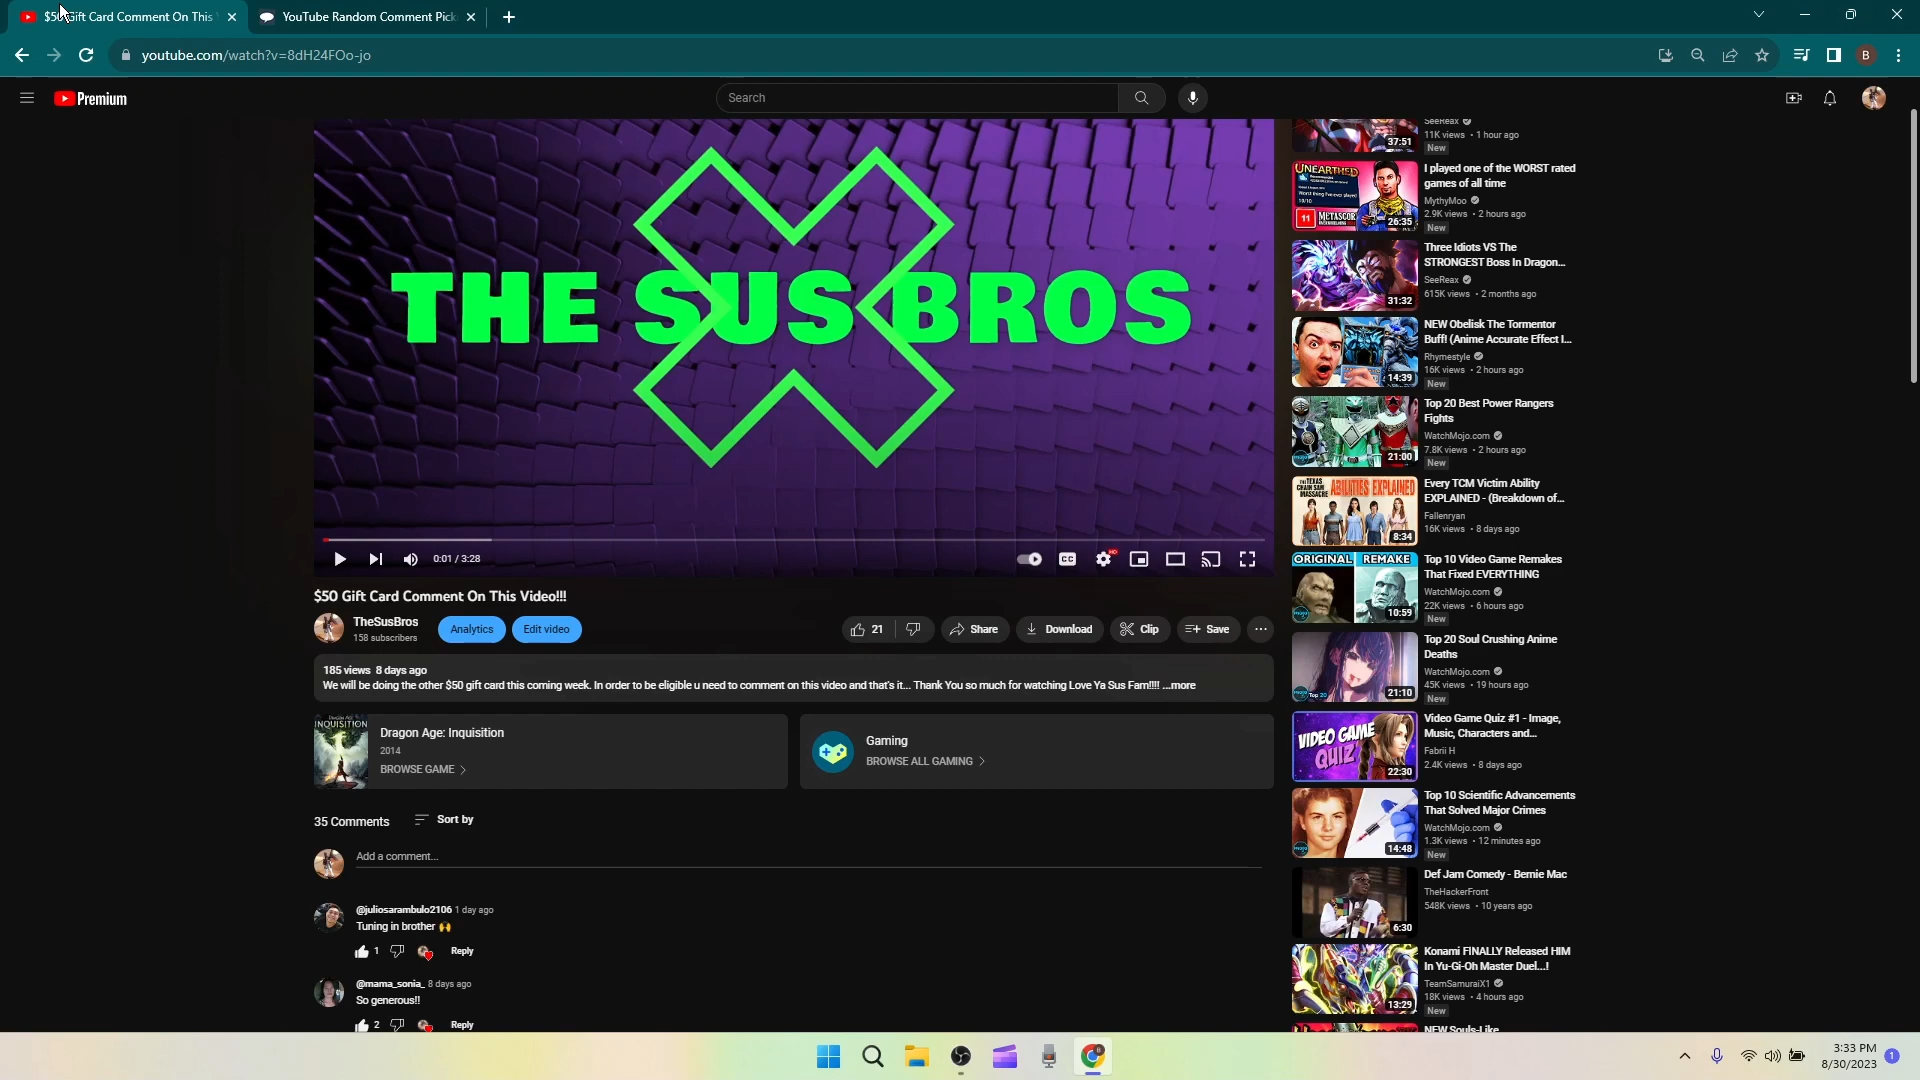 $50 Gift Card Comment On This
YouTube Random Comment Pick
youtube.com/watch?v=8dH24FOo-jo
B
Premium
Search
THE SUS BROS
0:01 / 3:28
CC
HD
$50 Gift Card Comment On This Video!!!
TheSusBros
158 subscribers
Analytics
Edit video
21
Share
Download
Clip
Save
185 views 8 days ago
We will be doing the other $50 gift card this coming week. In order to be eligible u need to comment on this video and that's it... Thank You so much for watching Love Ya Sus Fam!!!! ...more
INQUISITION
Dragon Age: Inquisition
2014
BROWSE GAME
Gaming
BROWSE ALL GAMING
35 Comments
Sort by
Add a comment...
@juliosarambulo2106 1 day ago
Tuning in brother
1
Reply
@mama_sonia_ 8 days ago
So generous!!
2
Reply
37:51
SeeReax
11K views • 1 hour ago
New
UNEARTHED
11
METASCOR
26:35
I played one of the WORST rated
games of all time
MythyMoo
2.9K views • 2 hours ago
New
31:32
Three Idiots VS The
STRONGEST Boss In Dragon...
SeeReax
615K views • 2 months ago
14:39
NEW Obelisk The Tormentor
Buff! (Anime Accurate Effect I...
Rhymestyle
16K views • 2 hours ago
New
21:00
Top 20 Best Power Rangers
Fights
WatchMojo.com
7.8K views • 2 hours ago
New
ABILITIES EXPLAINED
8:34
Every TCM Victim Ability
EXPLAINED - (Breakdown of...
Fallenryan
16K views • 8 days ago
ORIGINAL REMAKE
10:59
Top 10 Video Game Remakes
That Fixed EVERYTHING
WatchMojo.com
22K views • 6 hours ago
New
Top 20
21:10
Top 20 Soul Crushing Anime
Deaths
WatchMojo.com
45K views • 19 hours ago
New
VIDEO GAME
QUIZ
22:30
Video Game Quiz #1 - Image,
Music, Characters and...
Fabrii H
2.4K views • 8 days ago
14:48
Top 10 Scientific Advancements
That Solved Major Crimes
WatchMojo.com
1.3K views • 12 minutes ago
New
6:30
Def Jam Comedy - Bernie Mac
TheHackerFront
548K views • 10 years ago
13:29
Konami FINALLY Released HIM
In Yu-Gi-Oh Master Duel...!
TeamSamuraiX1
18K views • 4 hours ago
New
NEW Souls-Like
3:33 PM
8/30/2023
1